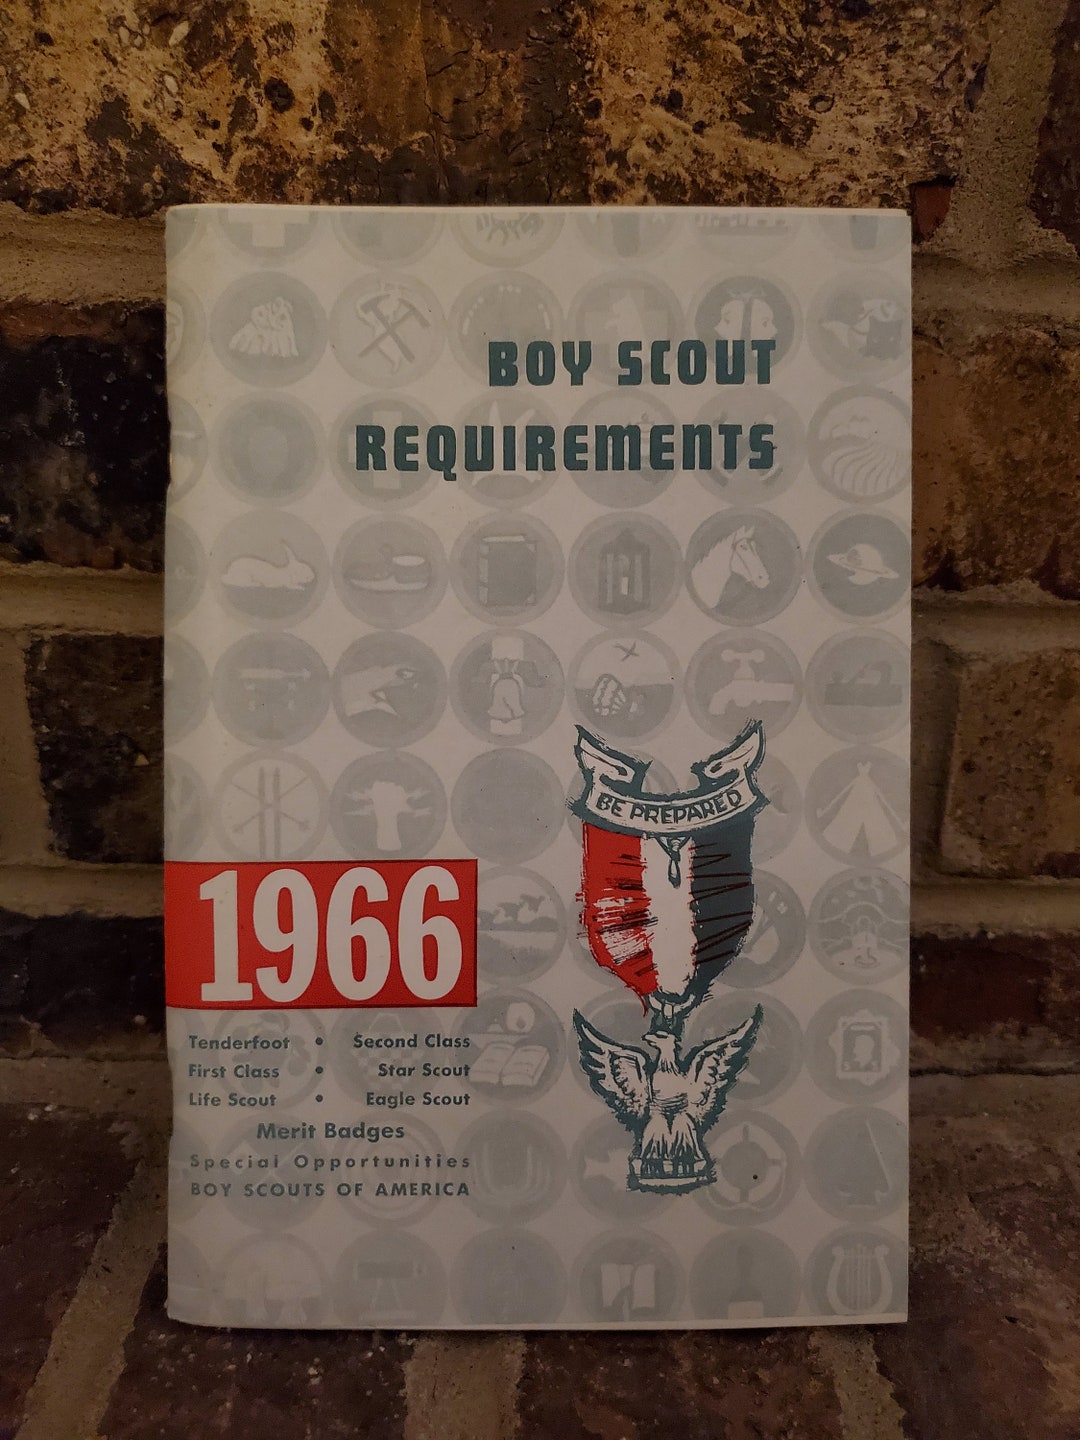 BOY SCOUT
REQUIREMENTS
BE PREPARED
1966
Tenderfoot • Second Class
First Class • Star Scout
Life Scout • Eagle Scout
Merit Badges
Special Opportunities
BOY SCOUTS OF AMERICA